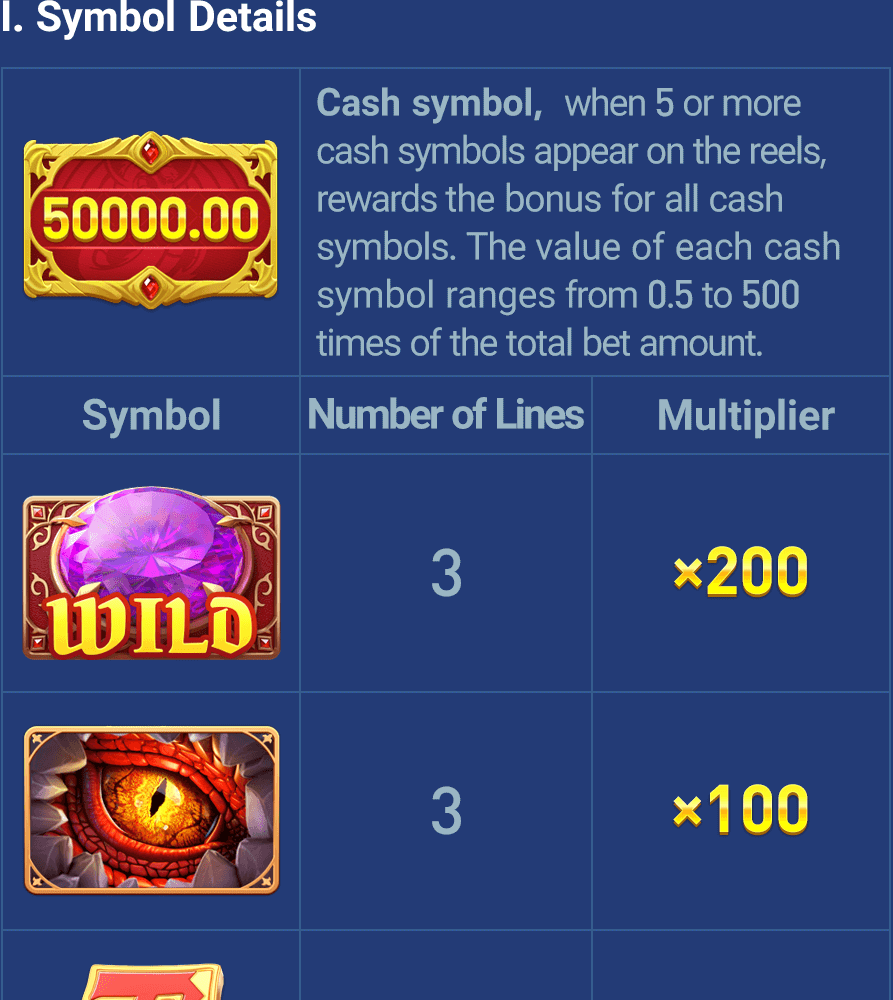 I. Symbol Details
50000.00
Cash symbol, when 5 or more
cash symbols appear on the reels,
rewards the bonus for all cash
symbols. The value of each cash
symbol ranges from 0.5 to 500
times of the total bet amount.
Symbol
Number of Lines
Multiplier
WILD
3
×200
3
×100